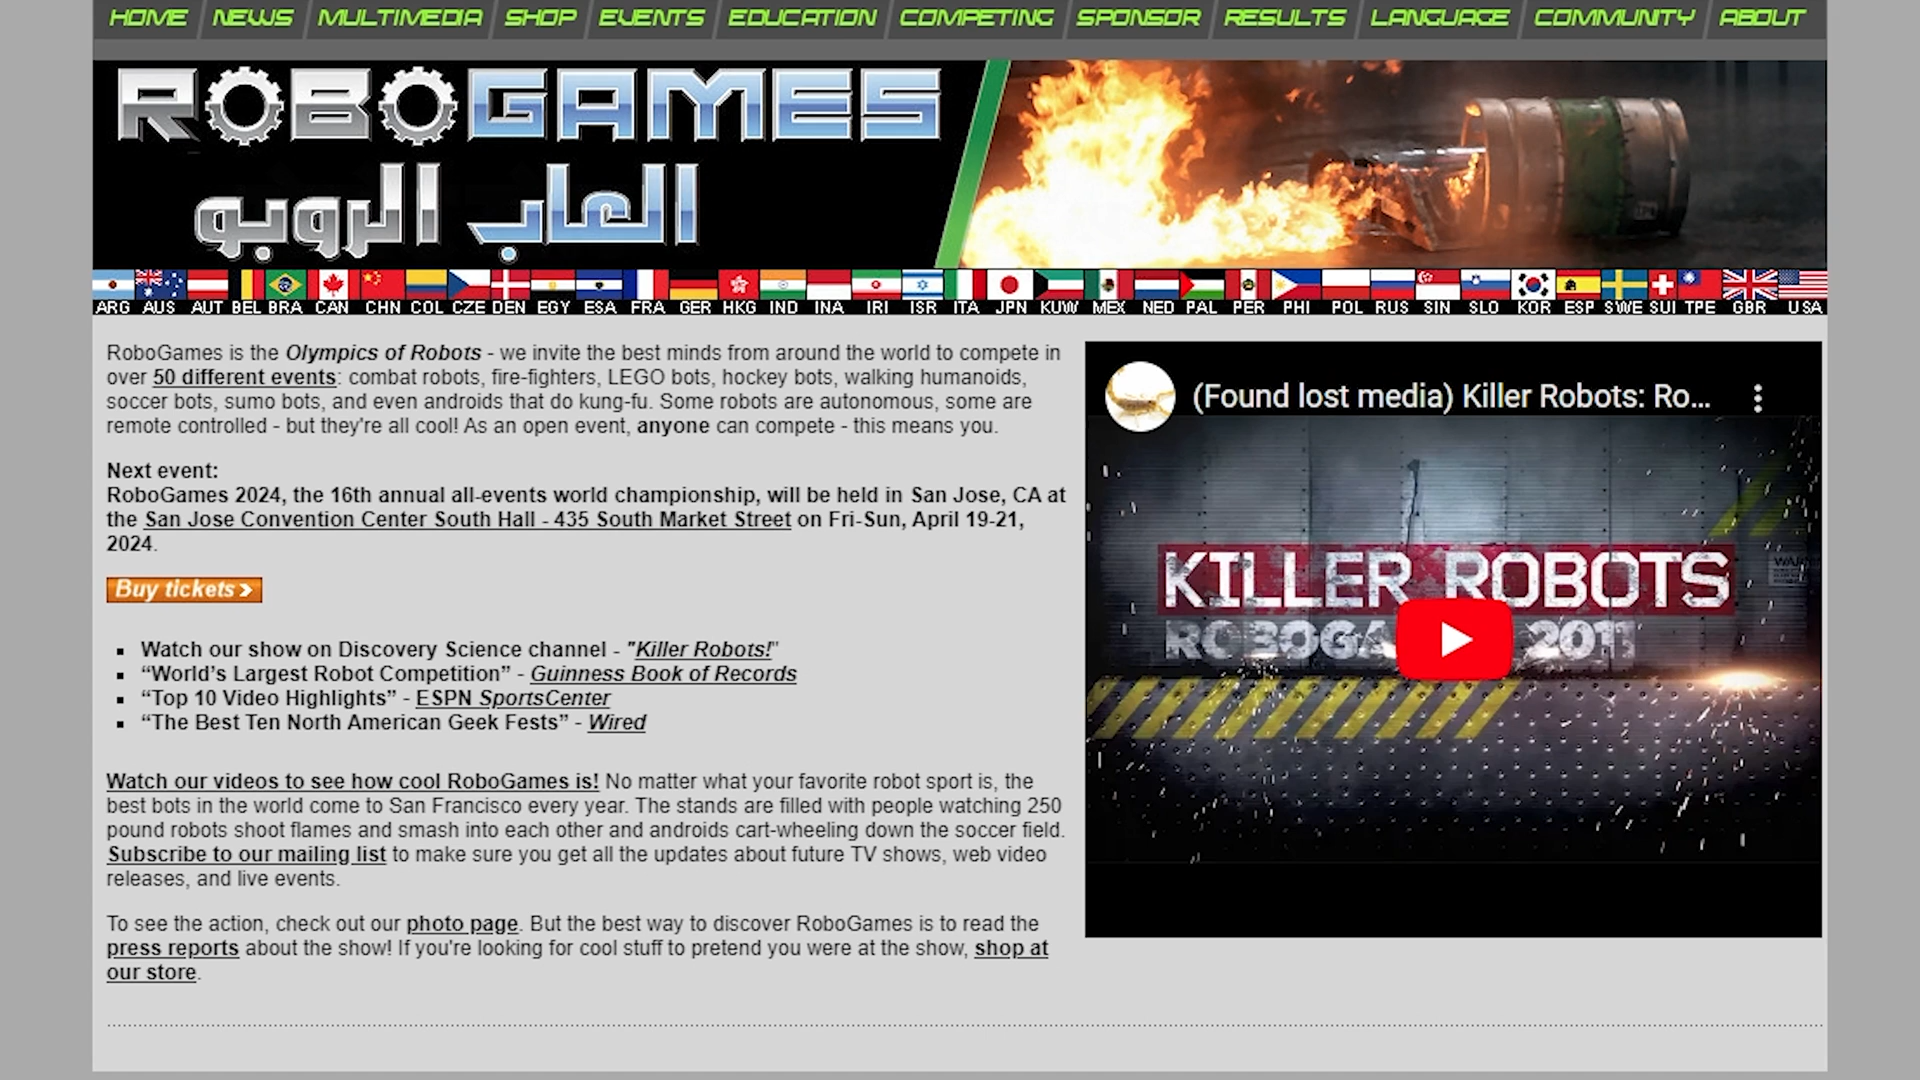 HOME NEWS MULTIMEDIA SHOP EVENTS EDUCATION COMPETING SPONSOR RESULTS LANGUAGE COMMUNITY ABOUT
ROBOGAMES
العاب الروبو
ARG AUS AUT BEL BRA CAN CHN COL CZE DEN EGY ESA FRA GER HKG IND INA IRI ISR ITA JPN KUW MEX NED PAL PER PHI POL RUS SIN SLO KOR ESP SWE SUI TPE GBR USA
RoboGames is the Olympics of Robots - we invite the best minds from around the world to compete in
over 50 different events: combat robots, fire-fighters, LEGO bots, hockey bots, walking humanoids,
soccer bots, sumo bots, and even androids that do kung-fu. Some robots are autonomous, some are
remote controlled - but they're all cool! As an open event, anyone can compete - this means you.
Next event:
RoboGames 2024, the 16th annual all-events world championship, will be held in San Jose, CA at
the San Jose Convention Center South Hall - 435 South Market Street on Fri-Sun, April 19-21,
2024.
Buy tickets
Watch our show on Discovery Science channel - "Killer Robots!"
“World’s Largest Robot Competition” - Guinness Book of Records
“Top 10 Video Highlights” - ESPN SportsCenter
“The Best Ten North American Geek Fests” - Wired
Watch our videos to see how cool RoboGames is! No matter what your favorite robot sport is, the
best bots in the world come to San Francisco every year. The stands are filled with people watching 250
pound robots shoot flames and smash into each other and androids cart-wheeling down the soccer field.
Subscribe to our mailing list to make sure you get all the updates about future TV shows, web video
releases, and live events.
To see the action, check out our photo page. But the best way to discover RoboGames is to read the
press reports about the show! If you're looking for cool stuff to pretend you were at the show, shop at
our store.
(Found lost media) Killer Robots: Ro...
KILLER ROBOTS
ROBOGA 2011